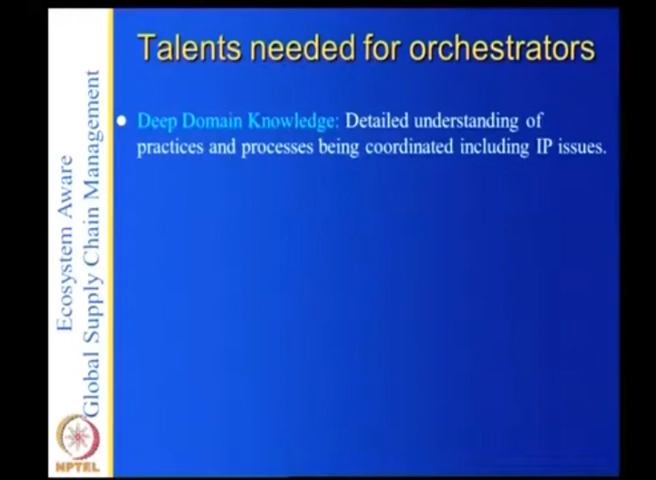 Talents needed for orchestrators
Deep Domain Knowledge: Detailed understanding of
practices and processes being coordinated including IP issues.
Ecosystem Aware
Global Supply Chain Management
NPTEL